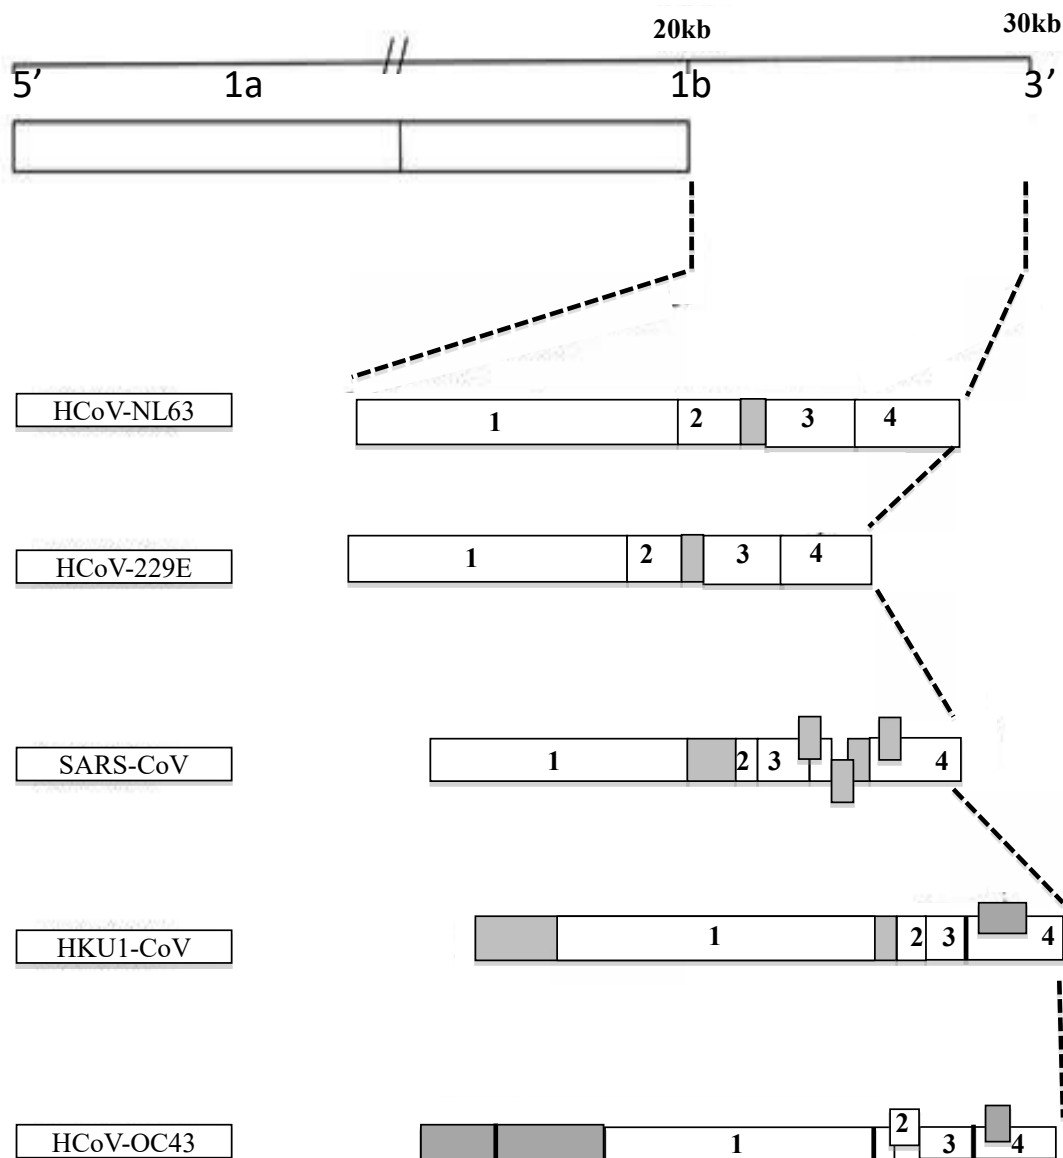 20kb 30kb
5′ 1a 1b 3′
HCoV-NL63 1 2 3 4
HCoV-229E 1 2 3 4
SARS-CoV 1 2 3 4
HKU1-CoV 1 2 3 4
HCoV-OC43 1 2 3 4